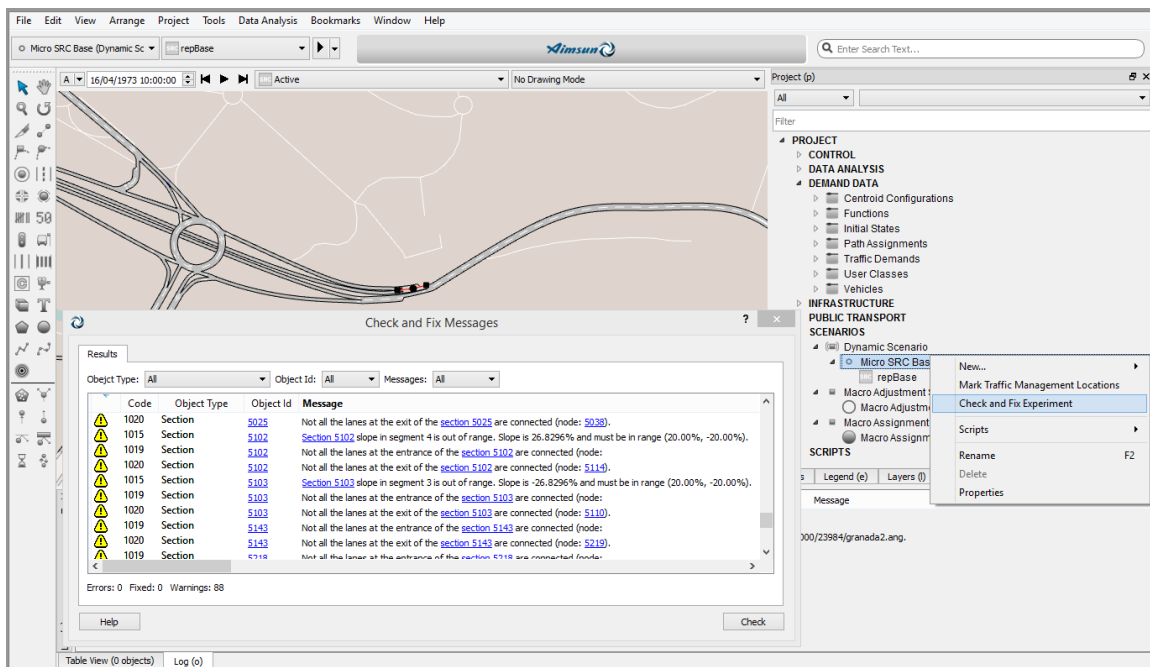 File Edit View Arrange Project Tools Data Analysis Bookmarks Window Help
Micro SRC Base (Dynamic Sc repBase Aimsun Enter Search Text...
A 16/04/1973 10:00:00 Active No Drawing Mode
Project (p)
All
Filter
PROJECT
CONTROL
DATA ANALYSIS
DEMAND DATA
Centroid Configurations
Functions
Initial States
Path Assignments
Traffic Demands
User Classes
Vehicles
INFRASTRUCTURE
PUBLIC TRANSPORT
SCENARIOS
Dynamic Scenario
Micro SRC Bas
repBase
Macro Adjustment S
Macro Adjustme
Macro Assignment
Macro Assignm
SCRIPTS
New...
Mark Traffic Management Locations
Check and Fix Experiment
Scripts
Rename F2
Delete
Properties
s Legend (e) Layers (l)
Message
000/23984/granada2.ang.
50
Check and Fix Messages ?
Results
Obejct Type: All Object Id: All Messages: All
Code Object Type Object Id Message
1020 Section 5025 Not all the lanes at the exit of the section 5025 are connected (node: 5038).
1015 Section 5102 Section 5102 slope in segment 4 is out of range. Slope is 26.8296% and must be in range (20.00%, -20.00%).
1019 Section 5102 Not all the lanes at the entrance of the section 5102 are connected (node:
1020 Section 5102 Not all the lanes at the exit of the section 5102 are connected (node: 5114).
1015 Section 5103 Section 5103 slope in segment 3 is out of range. Slope is -26.8296% and must be in range (20.00%, -20.00%).
1019 Section 5103 Not all the lanes at the entrance of the section 5103 are connected (node:
1020 Section 5103 Not all the lanes at the exit of the section 5103 are connected (node: 5110).
1019 Section 5143 Not all the lanes at the entrance of the section 5143 are connected (node:
1020 Section 5143 Not all the lanes at the exit of the section 5143 are connected (node: 5219).
1019 Section 5218 Not all the lanes at the entrance of the section 5218 are connected (node:
Errors: 0 Fixed: 0 Warnings: 88
Help Check
Table View (0 objects) Log (o)